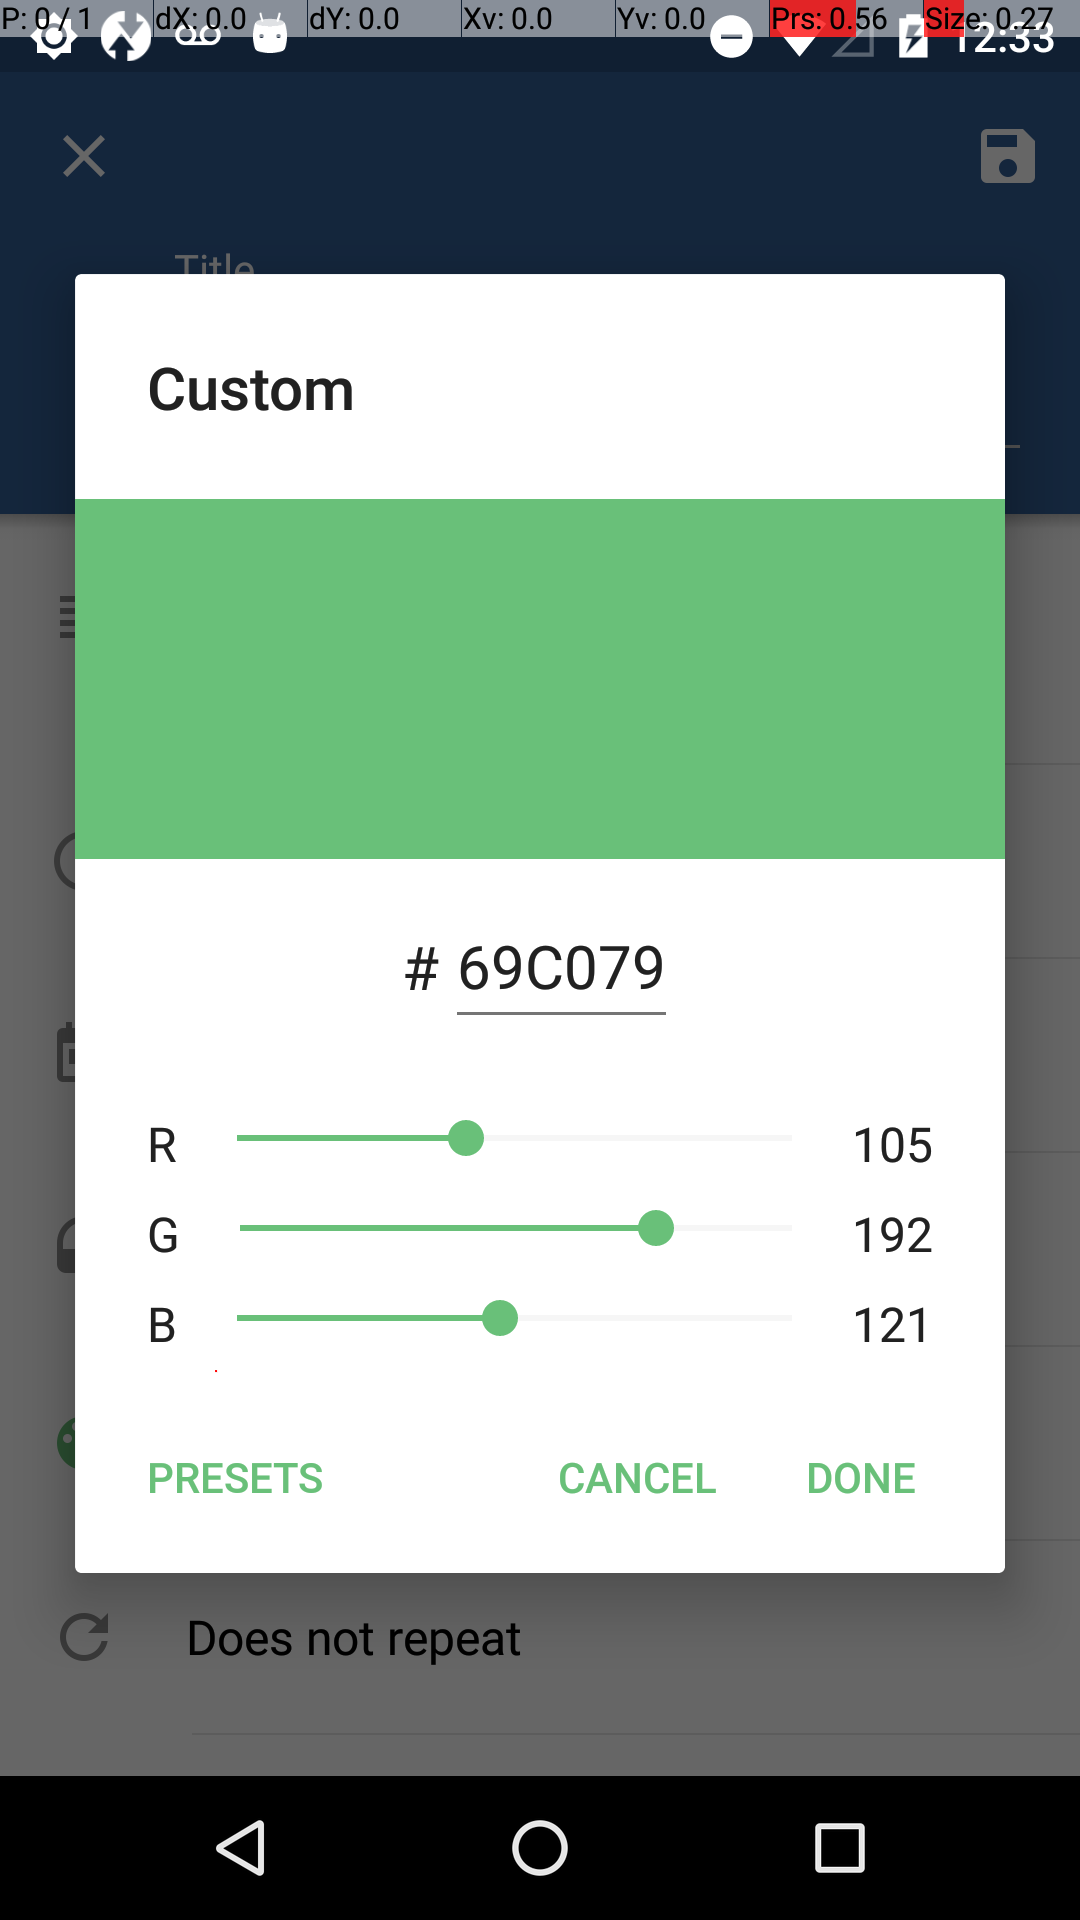 P: 0 / 1 dX: 0.0 dY: 0.0 Xv: 0.0 Yv: 0.0 Prs: 0.56 Size: 0.27
12:33
Title
Custom
# 69C079
R 105
G 192
B 121
PRESETS CANCEL DONE
Does not repeat